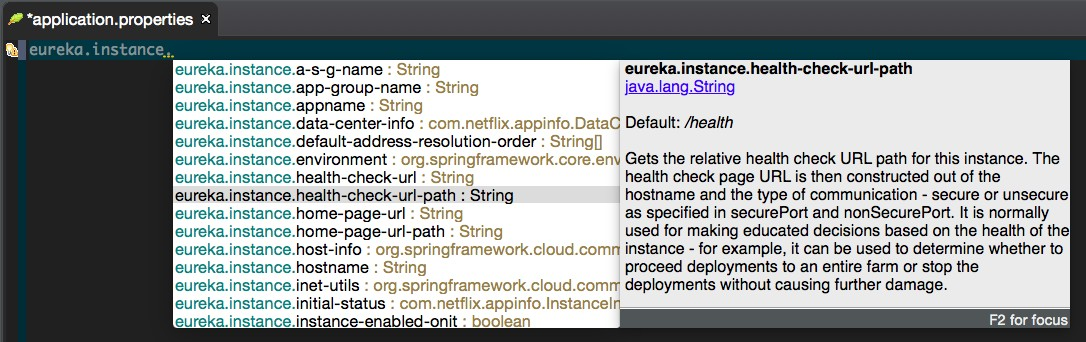 *application.properties
eureka.instance.
eureka.instance.a-s-g-name : String
eureka.instance.app-group-name : String
eureka.instance.appname : String
eureka.instance.data-center-info : com.netflix.appinfo.DataC
eureka.instance.default-address-resolution-order : String[]
eureka.instance.environment : org.springframework.core.env
eureka.instance.health-check-url : String
eureka.instance.health-check-url-path : String
eureka.instance.home-page-url : String
eureka.instance.home-page-url-path : String
eureka.instance.host-info : org.springframework.cloud.comm
eureka.instance.hostname : String
eureka.instance.inet-utils : org.springframework.cloud.comm
eureka.instance.initial-status : com.netflix.appinfo.InstanceIn
eureka.instance.instance-enabled-onit : boolean
eureka.instance.health-check-url-path
java.lang.String
Default: /health
Gets the relative health check URL path for this instance. The
health check page URL is then constructed out of the
hostname and the type of communication - secure or unsecure
as specified in securePort and nonSecurePort. It is normally
used for making educated decisions based on the health of the
instance - for example, it can be used to determine whether to
proceed deployments to an entire farm or stop the
deployments without causing further damage.
F2 for focus